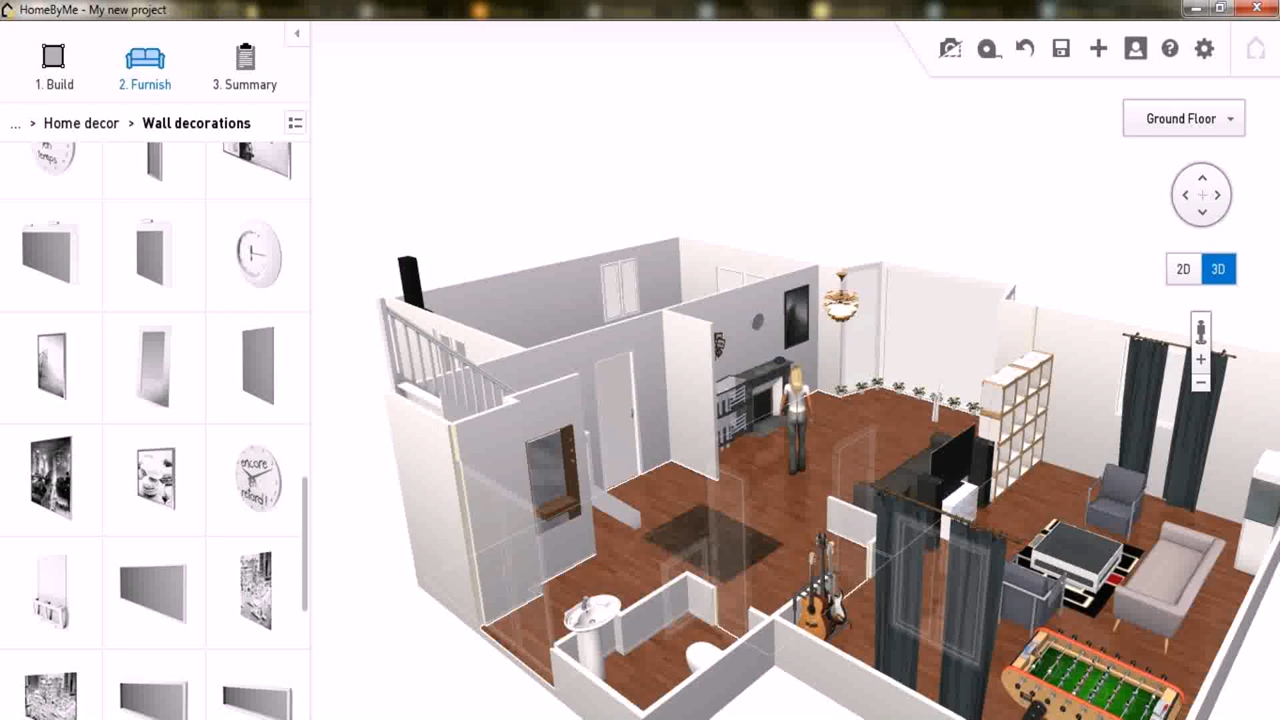 HomeByMe - My new project
1. Build
2. Furnish
3. Summary
... > Home decor > Wall decorations
Ground Floor
2D
3D
encore